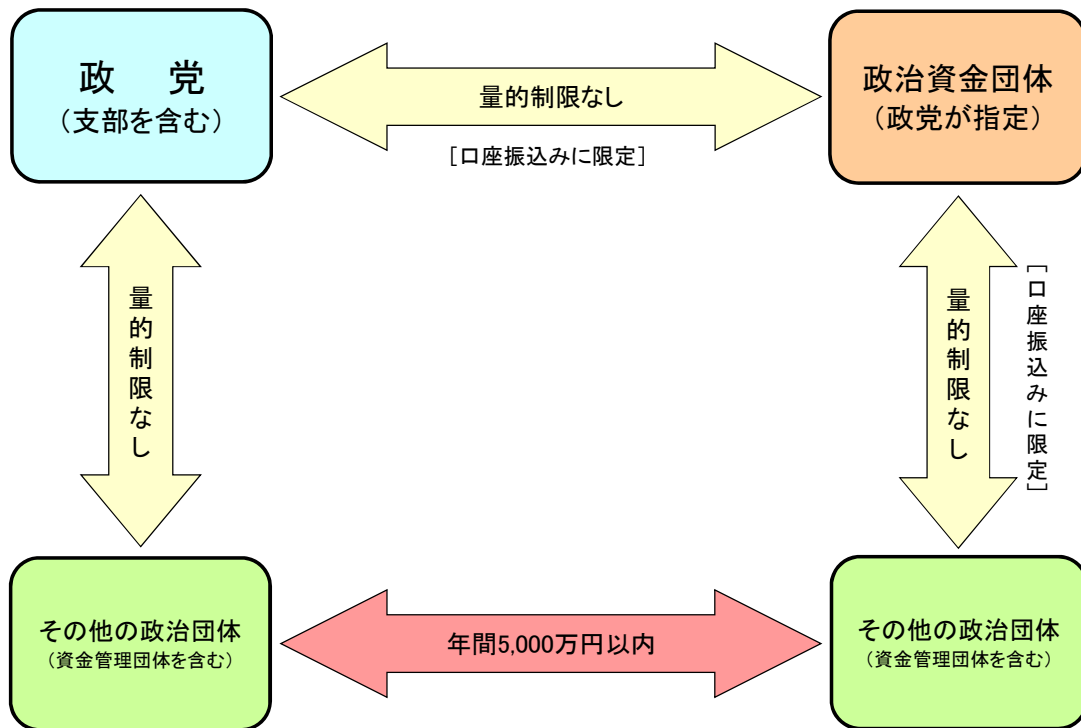 政　党
（支部を含む）
量的制限なし
［口座振込みに限定］
政治資金団体
（政党が指定）
量的制限なし
量的制限なし
［口座振込みに限定］
その他の政治団体
（資金管理団体を含む）
年間5,000万円以内
その他の政治団体
（資金管理団体を含む）